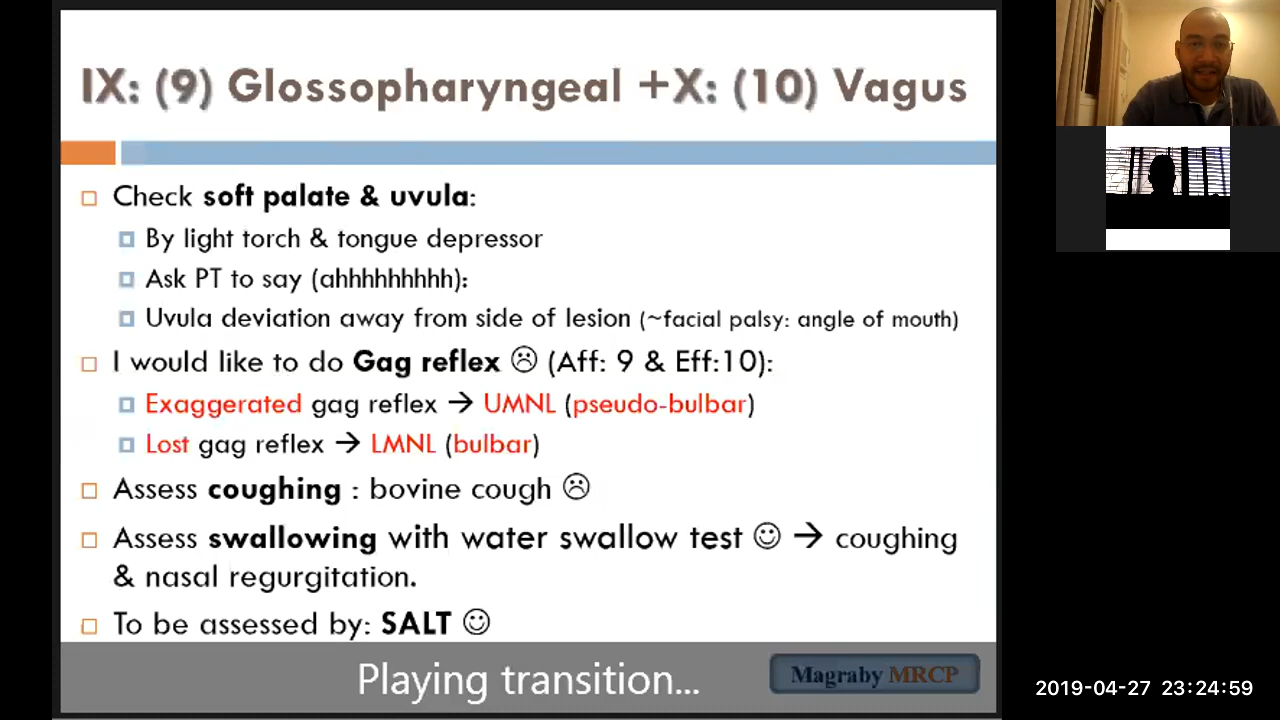 IX: (9) Glossopharyngeal +X: (10) Vagus
Check soft palate & uvula:
By light torch & tongue depressor
Ask PT to say (ahhhhhhhhh):
Uvula deviation away from side of lesion (~facial palsy: angle of mouth)
I would like to do Gag reflex ☹ (Aff: 9 & Eff:10):
Exaggerated gag reflex → UMNL (pseudo-bulbar)
Lost gag reflex → LMNL (bulbar)
Assess coughing : bovine cough ☹
Assess swallowing with water swallow test ☺ → coughing
& nasal regurgitation.
To be assessed by: SALT ☺
Playing transition...
Magraby MRCP
2019-04-27 23:24:59